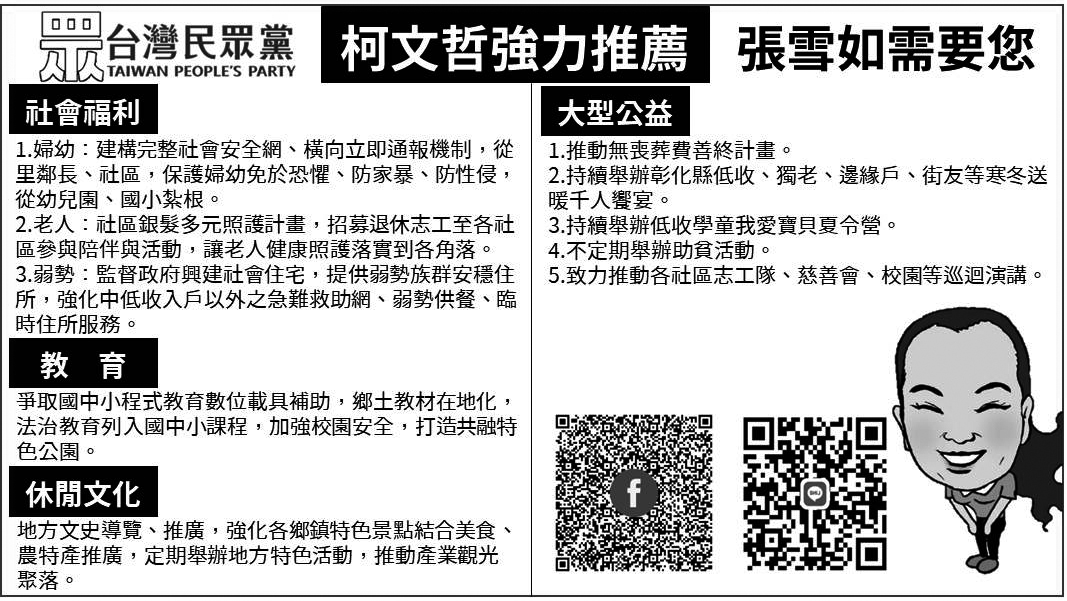 台灣民眾黨
TAIWAN PEOPLE'S PARTY
柯文哲強力推薦
張雪如需要您
社會福利
1.婦幼：建構完整社會安全網、橫向立即通報機制，從
里鄰長、社區，保護婦幼免於恐懼、防家暴、防性侵，
從幼兒園、國小紮根。
2.老人：社區銀髮多元照護計畫，招募退休志工至各社
區參與陪伴與活動，讓老人健康照護落實到各角落。
3.弱勢：監督政府興建社會住宅，提供弱勢族群安穩住
所，強化中低收入戶以外之急難救助網、弱勢供餐、臨
時住所服務。
教　育
爭取國中小程式教育數位載具補助，鄉土教材在地化，
法治教育列入國中小課程，加強校園安全，打造共融特
色公園。
休閒文化
地方文史導覽、推廣，強化各鄉鎮特色景點結合美食、
農特產推廣，定期舉辦地方特色活動，推動產業觀光
聚落。
大型公益
1.推動無喪葬費善終計畫。
2.持續舉辦彰化縣低收、獨老、邊緣戶、街友等寒冬送
暖千人饗宴。
3.持續舉辦低收學童我愛寶貝夏令營。
4.不定期舉辦助貧活動。
5.致力推動各社區志工隊、慈善會、校園等巡迴演講。